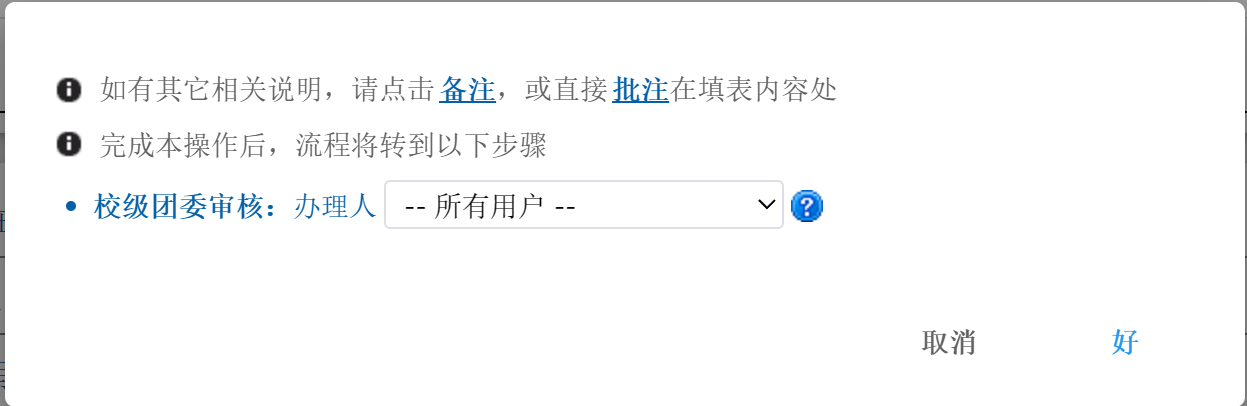 如有其它相关说明，请点击备注，或直接批注在填表内容处
完成本操作后，流程将转到以下步骤
• 校级团委审核：办理人 -- 所有用户 --
取消 好